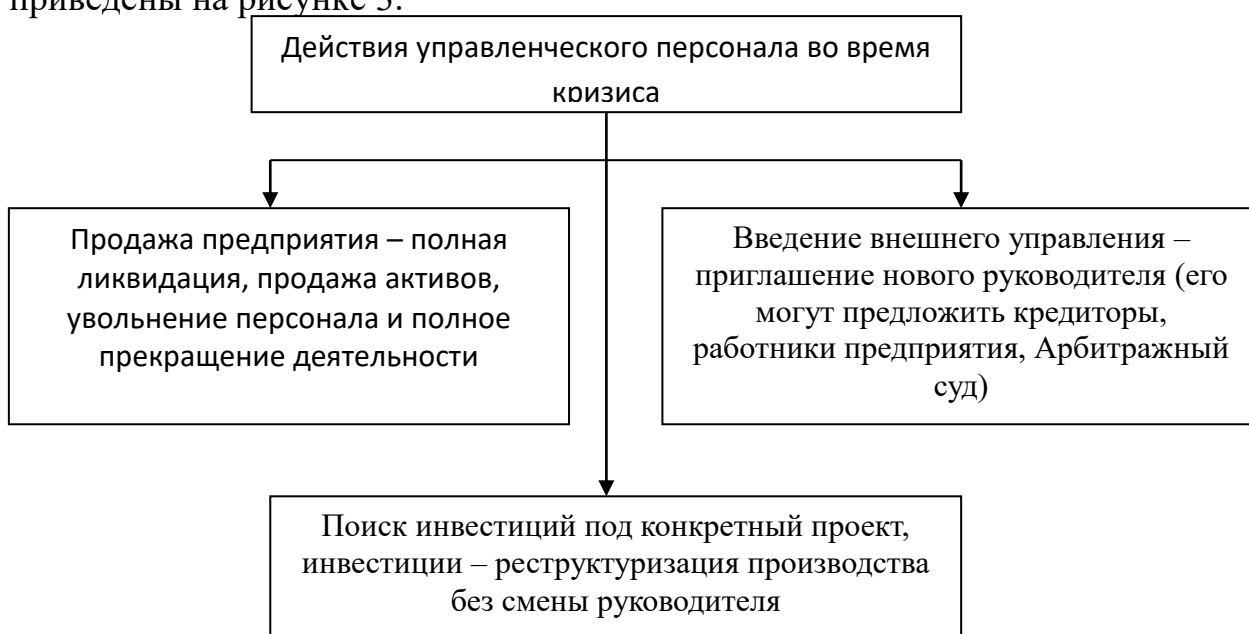 приведены на рисунке 3.
Действия управленческого персонала во время
кризиса
Продажа предприятия – полная
ликвидация, продажа активов,
увольнение персонала и полное
прекращение деятельности
Введение внешнего управления –
приглашение нового руководителя (его
могут предложить кредиторы,
работники предприятия, Арбитражный
суд)
Поиск инвестиций под конкретный проект,
инвестиции – реструктуризация производства
без смены руководителя